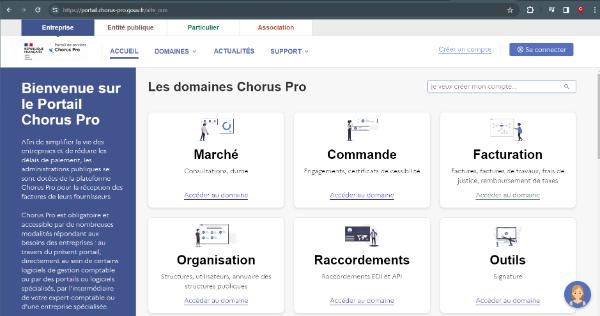 https://portail.chorus-pro.gouv.fr/aife_csm
Entreprise Entité publique Particulier Association
RÉPUBLIQUE FRANÇAISE
Portail de services
Chorus Pro
ACCUEIL DOMAINES ACTUALITÉS SUPPORT
Créer un compte Se connecter
Bienvenue sur
le Portail
Chorus Pro
Afin de simplifier la vie des
entreprises et de réduire les
délais de paiement, les
administrations publiques se
sont dotées de la plateforme
Chorus Pro pour la réception des
factures de leurs fournisseurs
Chorus Pro est obligatoire et
accessible par de nombreuses
modalités répondant aux
besoins des entreprises : au
travers du présent portail,
directement au sein de certains
logiciels de gestion comptable
ou par des portails ou logiciels
spécialisés, par l'intermédiaire
de votre expert comptable ou
d'une entreprise spécialisée.
Les domaines Chorus Pro
Je veux créer mon compte...
Marché
Consultations, dume
Accéder au domaine
Commande
Engagements, certificats de cessibilité
Accéder au domaine
Facturation
Factures, factures de travaux, frais de
justice, remboursement de taxes
Accéder au domaine
Organisation
Structures, utilisateurs, annuaire des
structures publiques
Accéder au domaine
Raccordements
Raccordements EDI et API
Accéder au domaine
Outils
Signature
Accéder au domaine